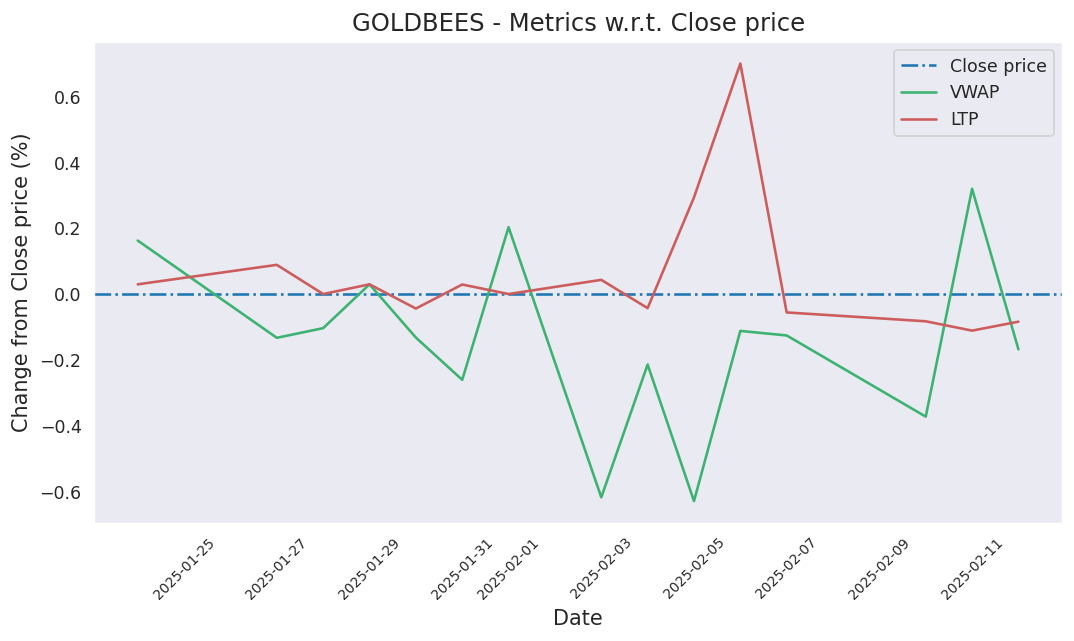 GOLDBEES - Metrics w.r.t. Close price
Close price
VWAP
LTP
Change from Close price (%)
0.6
0.4
0.2
0.0
−0.2
−0.4
−0.6
2025-01-25
2025-01-27
2025-01-29
2025-01-31
2025-02-01
2025-02-03
2025-02-05
2025-02-07
2025-02-09
2025-02-11
Date